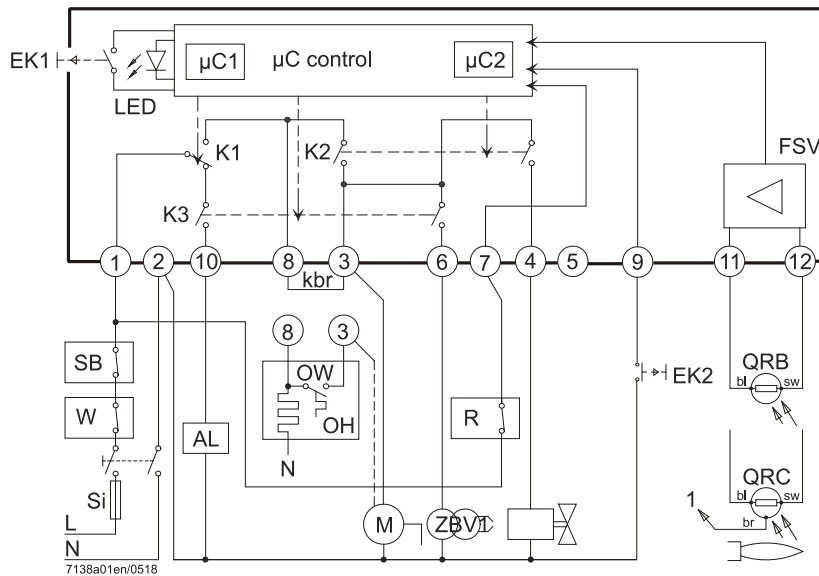 EK1
LED
µC1
µC control
µC2
FSV
K1
K2
K3
1 2 10 8 3 6 7 4 5 9 11 12
kbr
8 3
SB
OW
OH
N
W
AL
R
EK2
QRB
bl sw
Si
L
N
M
BV1
QRC
bl sw
br
1
7138a01en/0518